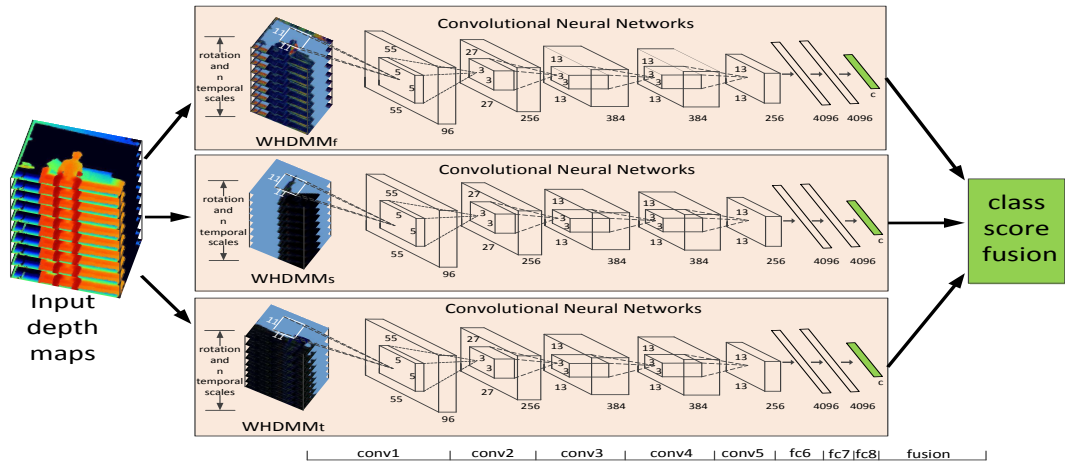 Convolutional Neural Networks
rotation
and
n
temporal
scales
11
11
WHDMMf
55
5
5
55
96
27
3
3
27
256
13
3
3
13
384
13
3
3
13
384
13
13
256
4096
4096
c
Convolutional Neural Networks
rotation
and
n
temporal
scales
11
11
WHDMMs
55
5
5
55
96
27
3
3
27
256
13
3
3
13
384
13
3
3
13
384
13
13
256
4096
4096
c
Convolutional Neural Networks
rotation
and
n
temporal
scales
11
11
WHDMMt
55
5
5
55
96
27
3
3
27
256
13
3
3
13
384
13
3
3
13
384
13
13
256
4096
4096
c
Input
depth
maps
class
score
fusion
conv1 conv2 conv3 conv4 conv5 fc6 fc7 fc8 fusion